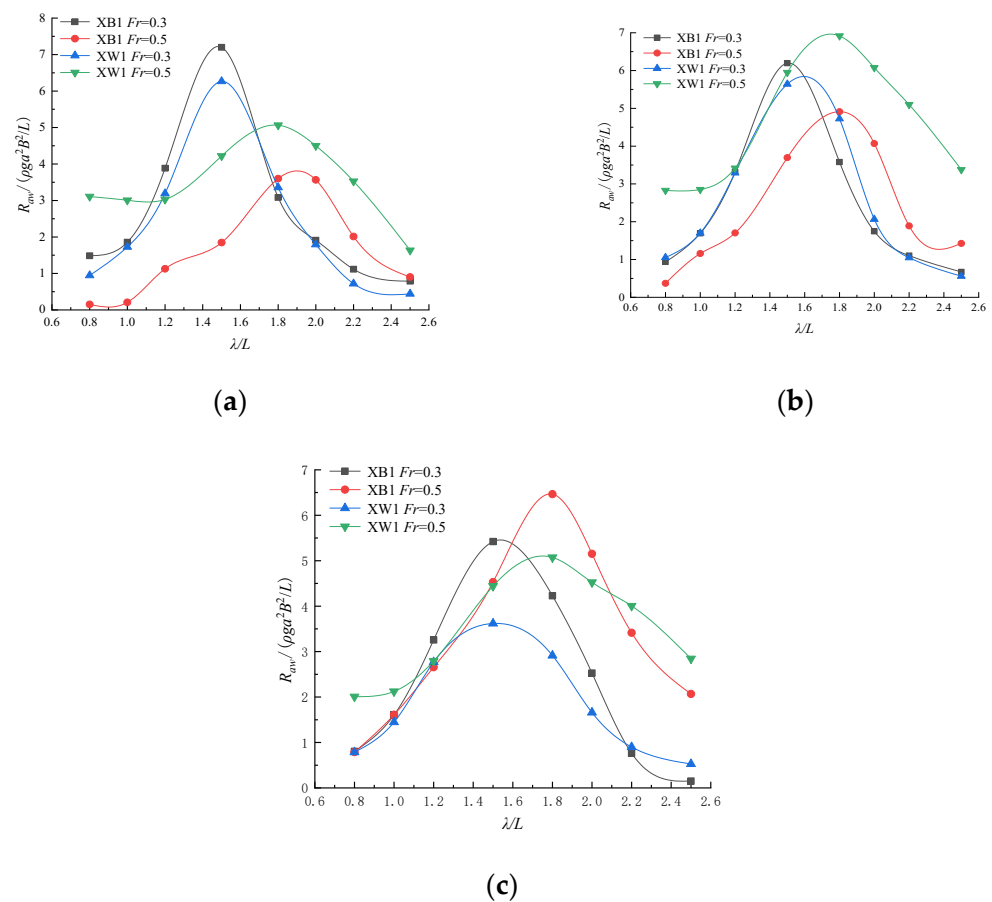 8
7
6
5
4
3
2
1
0
R_aw/ (ρga²B²/L)
XB1 Fr=0.3
XB1 Fr=0.5
XW1 Fr=0.3
XW1 Fr=0.5
0.6 0.8 1.0 1.2 1.4 1.6 1.8 2.0 2.2 2.4 2.6
λ/L
(a)
7
6
5
4
3
2
1
0
R_aw/ (ρga²B²/L)
XB1 Fr=0.3
XB1 Fr=0.5
XW1 Fr=0.3
XW1 Fr=0.5
0.6 0.8 1.0 1.2 1.4 1.6 1.8 2.0 2.2 2.4 2.6
λ/L
(b)
7
6
5
4
3
2
1
0
R_aw/ (ρga²B²/L)
XB1 Fr=0.3
XB1 Fr=0.5
XW1 Fr=0.3
XW1 Fr=0.5
0.6 0.8 1.0 1.2 1.4 1.6 1.8 2.0 2.2 2.4 2.6
λ/L
(c)